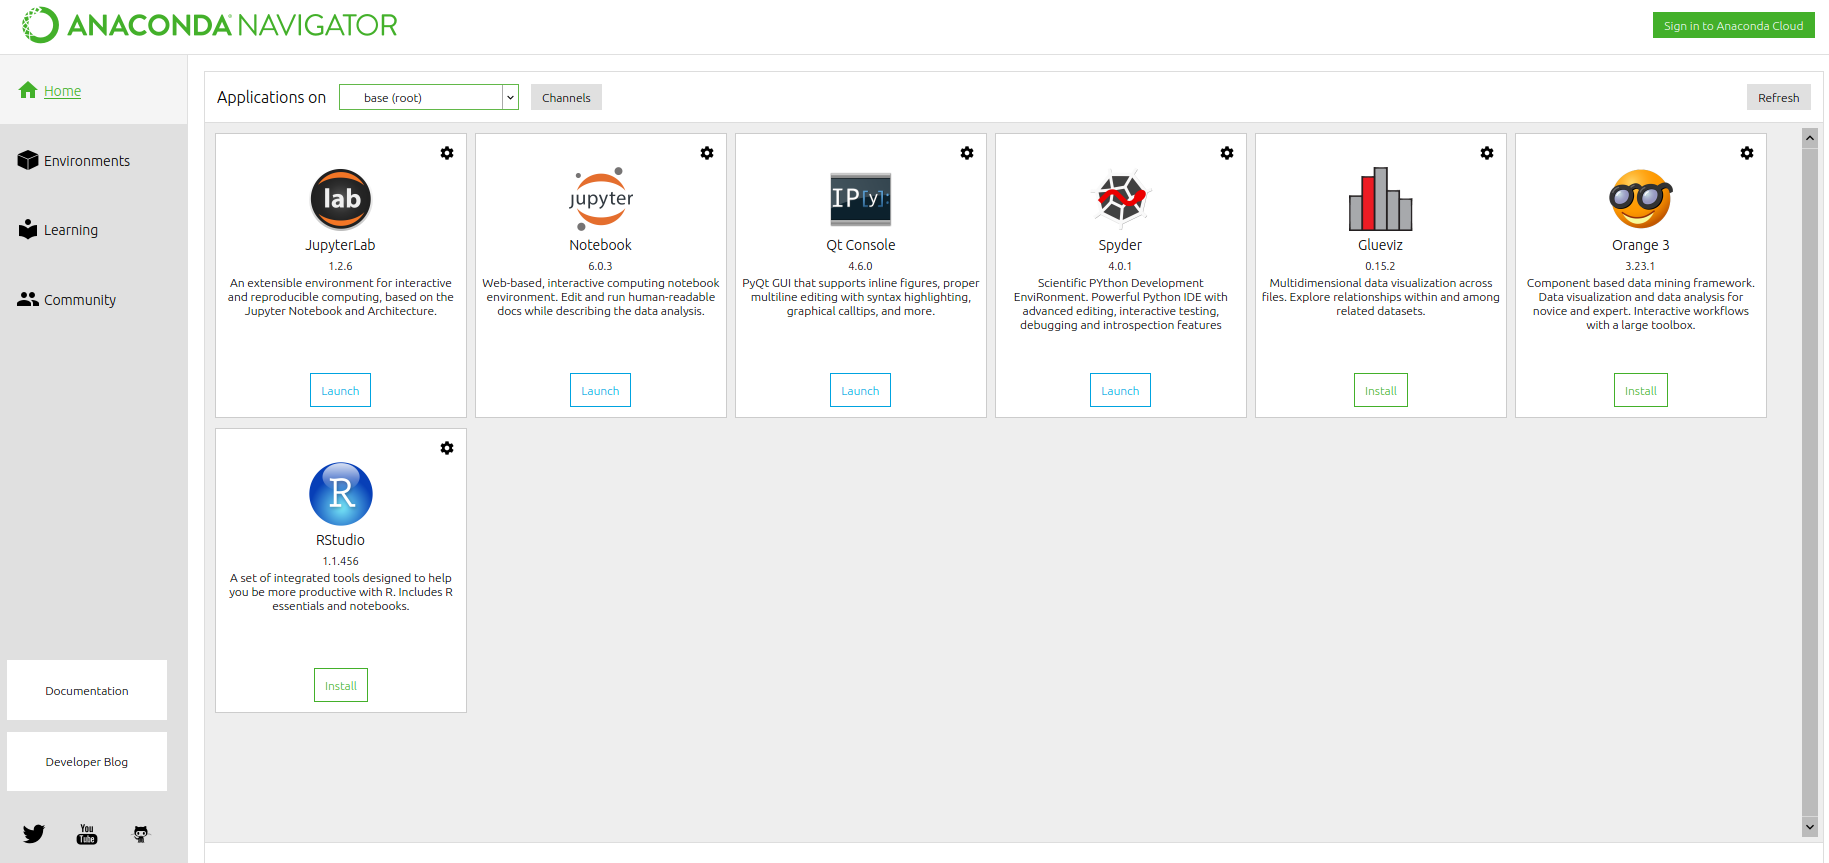 ANACONDA NAVIGATOR
Sign in to Anaconda Cloud
Home
Environments
Learning
Community
Documentation
Developer Blog
You
Tube
Applications on
base (root)
Channels
Refresh
lab
JupyterLab
1.2.6
An extensible environment for interactive
and reproducible computing, based on the
Jupyter Notebook and Architecture.
Launch
jupyter
Notebook
6.0.3
Web-based, interactive computing notebook
environment. Edit and run human-readable
docs while describing the data analysis.
Launch
IP[y]:
Qt Console
4.6.0
PyQt GUI that supports inline figures, proper
multiline editing with syntax highlighting,
graphical calltips, and more.
Launch
Spyder
4.0.1
Scientific PYthon Development
EnviRonment. Powerful Python IDE with
advanced editing, interactive testing,
debugging and introspection features
Launch
Glueviz
0.15.2
Multidimensional data visualization across
files. Explore relationships within and among
related datasets.
Install
Orange 3
3.23.1
Component based data mining framework.
Data visualization and data analysis for
novice and expert. Interactive workflows
with a large toolbox.
Install
R
RStudio
1.1.456
A set of integrated tools designed to help
you be more productive with R. Includes R
essentials and notebooks.
Install